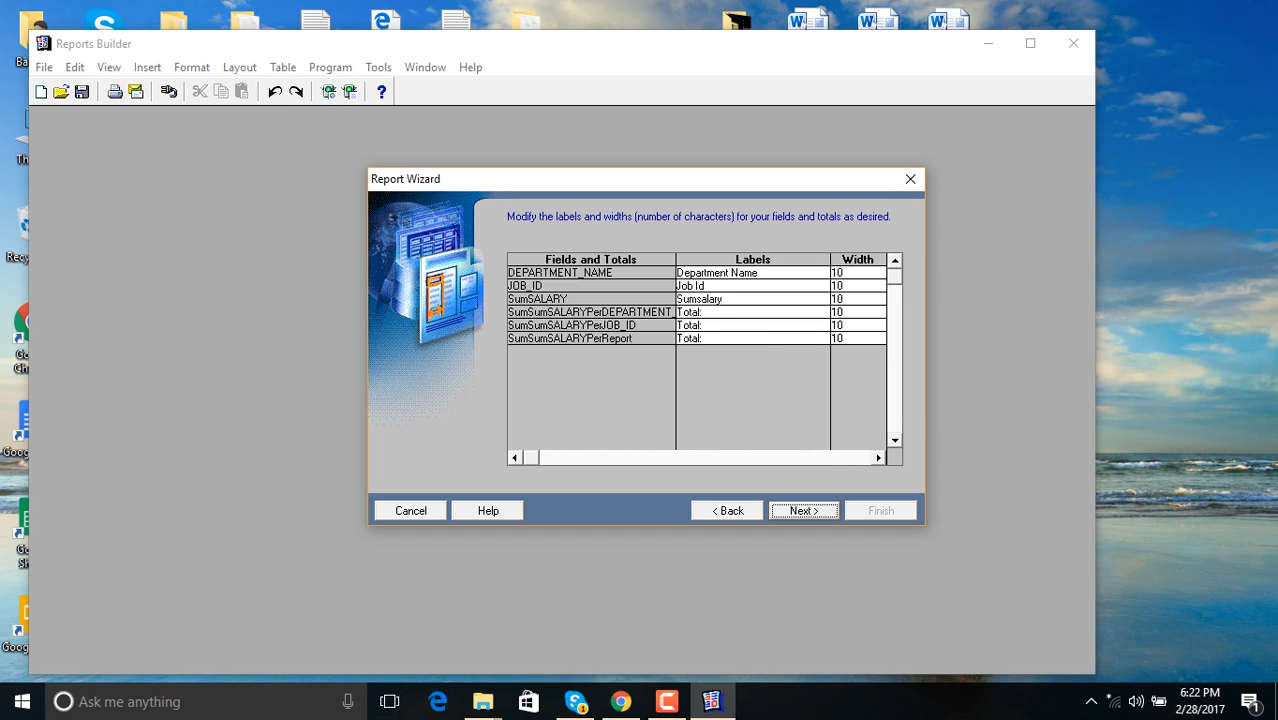 Reports Builder
File Edit View Insert Format Layout Table Program Tools Window Help
Report Wizard
Modify the labels and widths (number of characters) for your fields and totals as desired.
Fields and Totals Labels Width
DEPARTMENT_NAME Department Name 10
JOB_ID Job Id 10
SumSALARY Sumsalary 10
SumSumSALARYPerDEPARTMENT_ Total: 10
SumSumSALARYPerJOB_ID Total: 10
SumSumSALARYPerReport Total: 10
Cancel Help < Back Next > Finish
Ask me anything
6:22 PM
2/28/2017